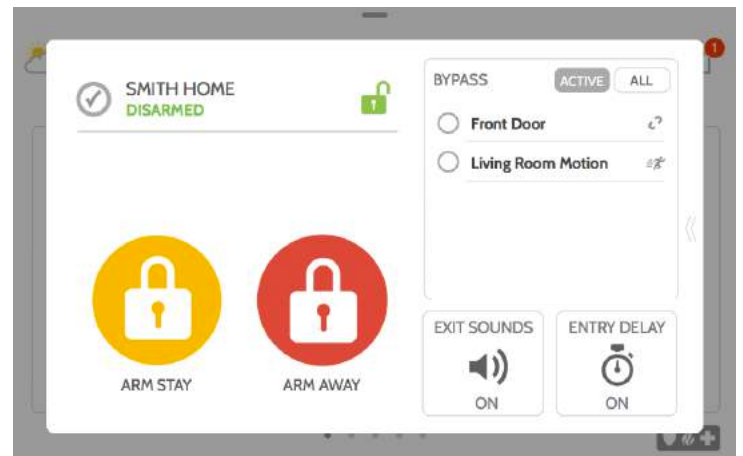 SMITH HOME
DISARMED
ARM STAY
ARM AWAY
BYPASS
ACTIVE
ALL
Front Door
Living Room Motion
EXIT SOUNDS
ON
ENTRY DELAY
ON
1